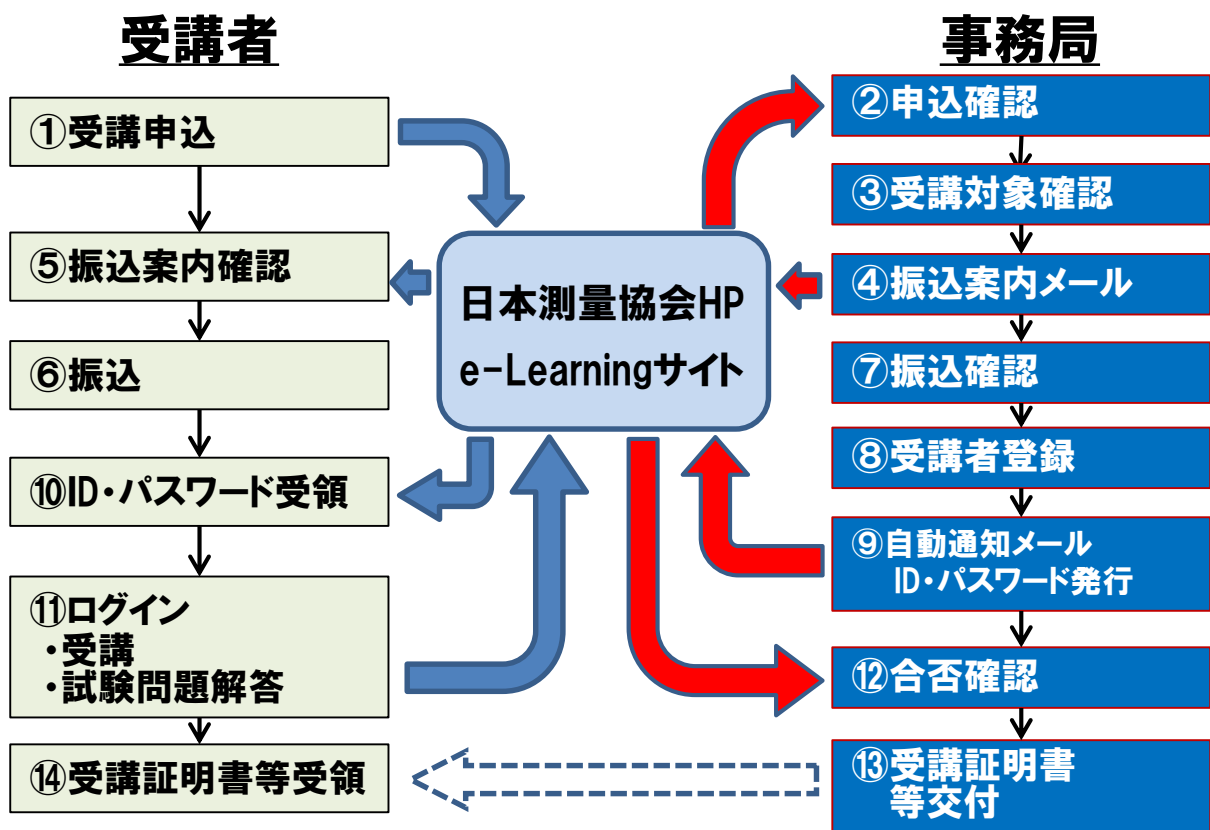 受講者
①受講申込
⑤振込案内確認
⑥振込
⑩ID・パスワード受領
⑪ログイン
・受講
・試験問題解答
⑭受講証明書等受領
日本測量協会HP
e-Learningサイト
事務局
②申込確認
③受講対象確認
④振込案内メール
⑦振込確認
⑧受講者登録
⑨自動通知メール
ID・パスワード発行
⑫合否確認
⑬受講証明書
等交付